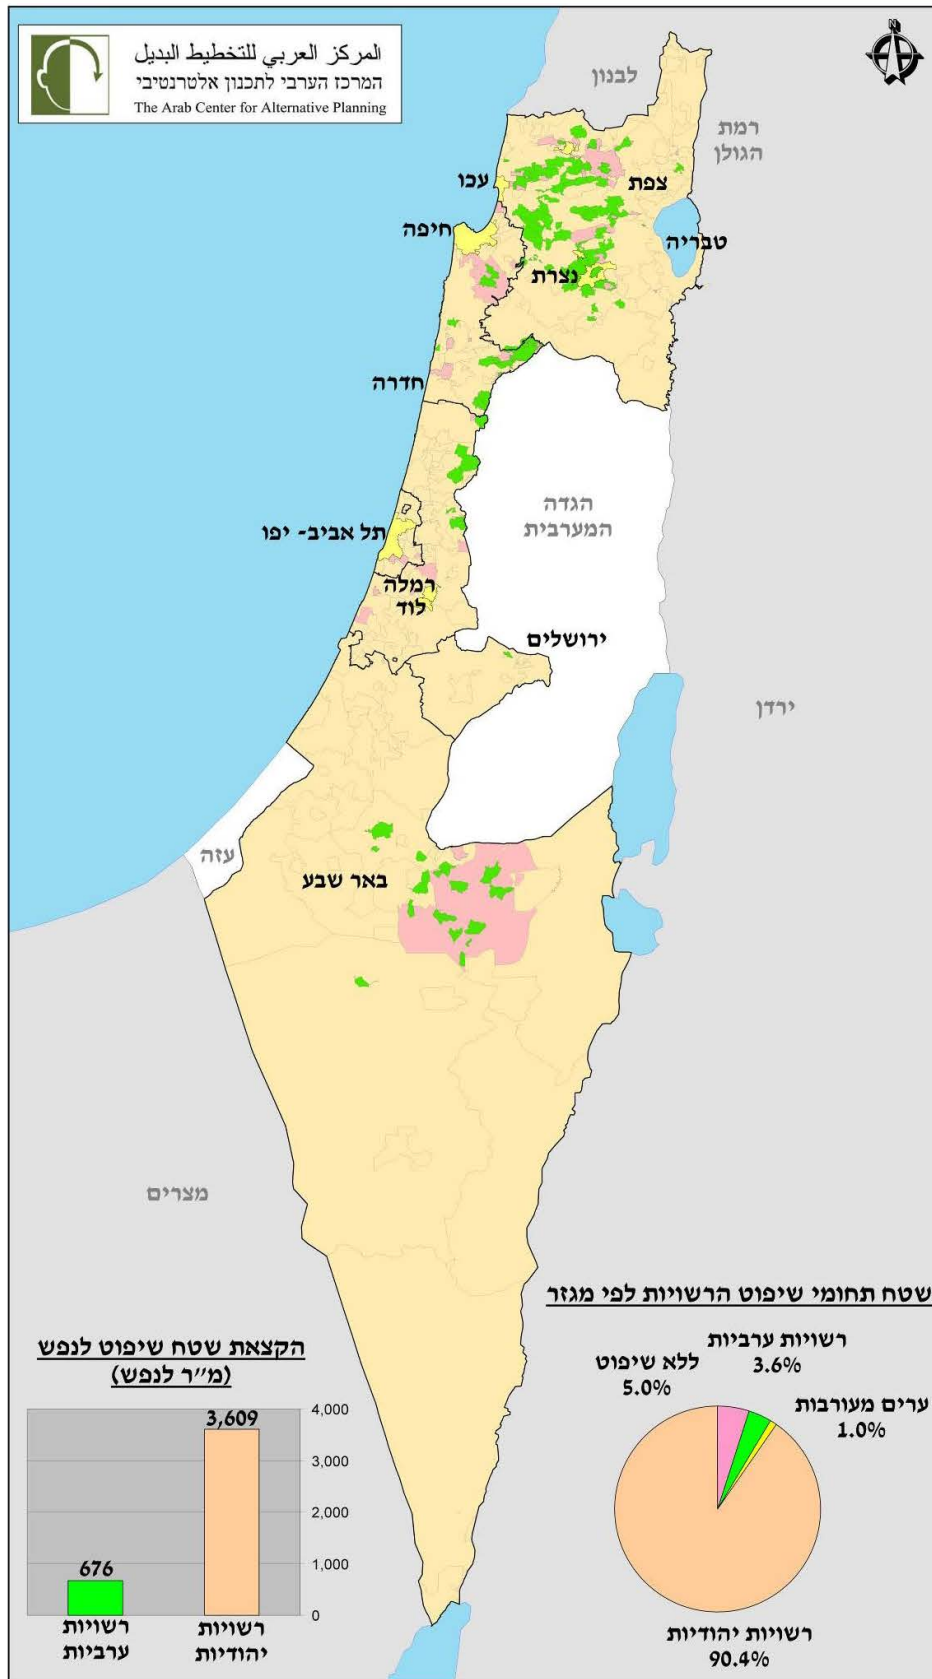 المركز العربي للتخطيط البديل
המרכז הערבי לתכנון אלטרנטיבי
The Arab Center for Alternative Planning
N
לבנון
רמת
הגולן
צפת
עכו
חיפה
טבריה
נצרת
חדרה
הגדה
המערבית
תל אביב- יפו
רמלה
לוד
ירושלים
ירדן
עזה
באר שבע
מצרים
שטח תחומי שיפוט הרשויות לפי מגזר
רשויות ערביות
3.6%
ללא שיפוט
5.0%
ערים מעורבות
1.0%
רשויות יהודיות
90.4%
הקצאת שטח שיפוט לנפש
(מ"ר לנפש)
4,000
3,000
2,000
1,000
0
3,609
676
רשויות
יהודיות
רשויות
ערביות